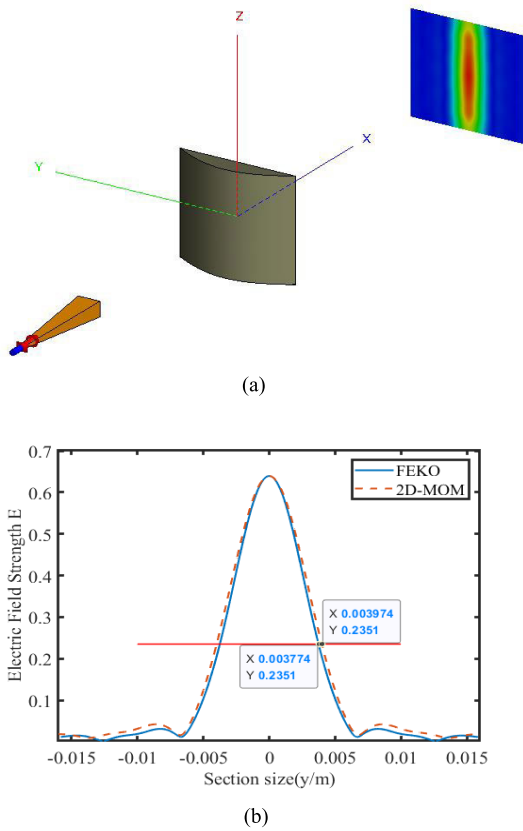 Z
X
Y
(a)
0.7
0.6
0.5
0.4
0.3
0.2
0.1
Electric Field Strength E
FEKO
2D-MOM
X 0.003974
Y 0.2351
X 0.003774
Y 0.2351
-0.015 -0.01 -0.005 0 0.005 0.01 0.015
Section size(y/m)
(b)